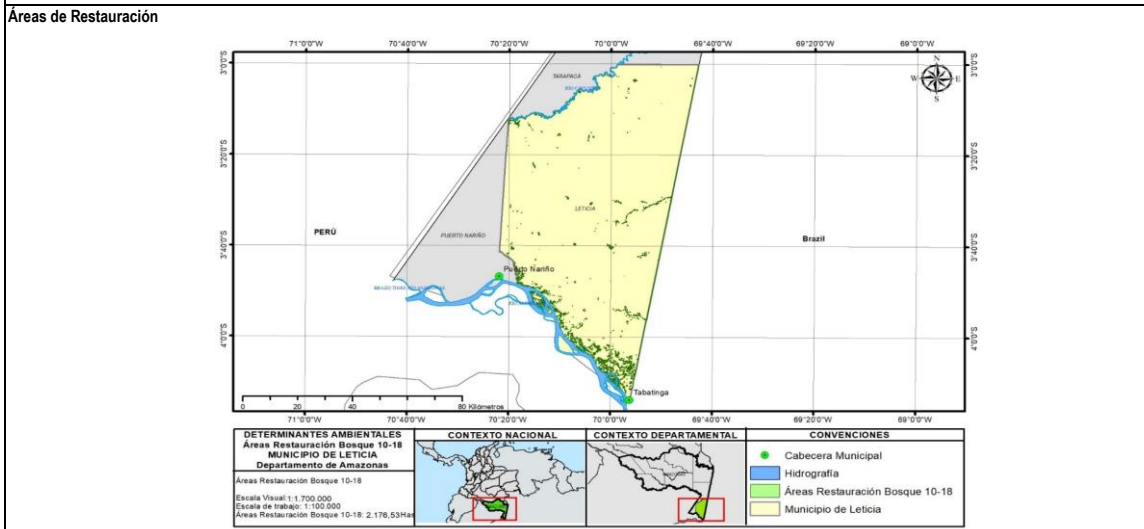 Áreas de Restauración
71°0'0"W 70°40'0"W 70°20'0"W 70°0'0"W 69°40'0"W 69°20'0"W 69°0'0"W
3°0'0"S
3°0'0"S
N
W E
S
TARAPACÁ
3°20'0"S
3°20'0"S
LETICIA
PERÚ
PUERTO NARIÑO
Brazil
3°40'0"S
3°40'0"S
Puerto Nariño
4°0'0"S
4°0'0"S
Tabatinga
0 20 40 80 Kilómetros
71°0'0"W 70°40'0"W 70°20'0"W 70°0'0"W 69°40'0"W 69°20'0"W 69°0'0"W
DETERMINANTES AMBIENTALES
Áreas Restauración Bosque 10-18
MUNICIPIO DE LETICIA
Departamento de Amazonas
Áreas Restauración Bosque 10-18
Escala Visual:1:1.700.000
Escala de trabajo: 1:100.000
Áreas Restauración Bosque 10-18: 2.176,53Has
CONTEXTO NACIONAL
CONTEXTO DEPARTAMENTAL
CONVENCIONES
Cabecera Municipal
Hidrografía
Áreas Restauración Bosque 10-18
Municipio de Leticia